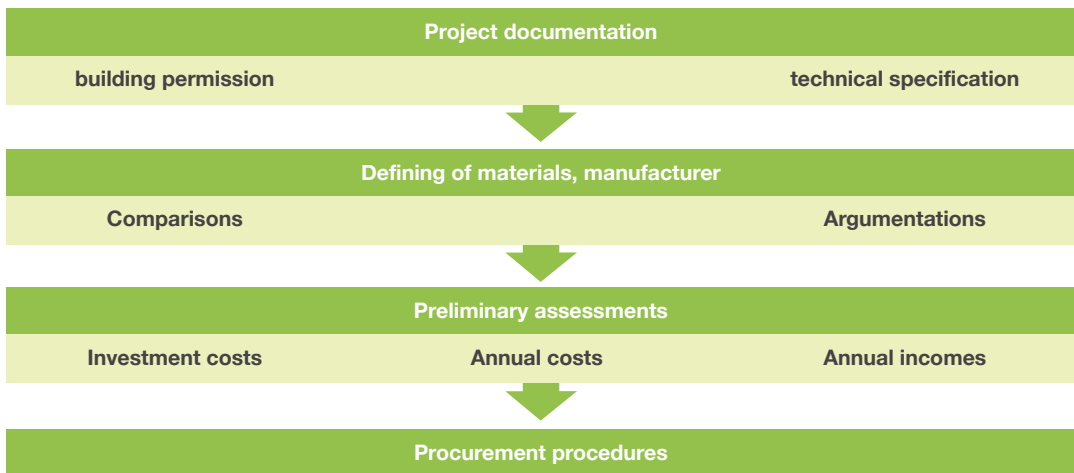 Project documentation
building permission technical specification
Defining of materials, manufacturer
Comparisons Argumentations
Preliminary assessments
Investment costs Annual costs Annual incomes
Procurement procedures